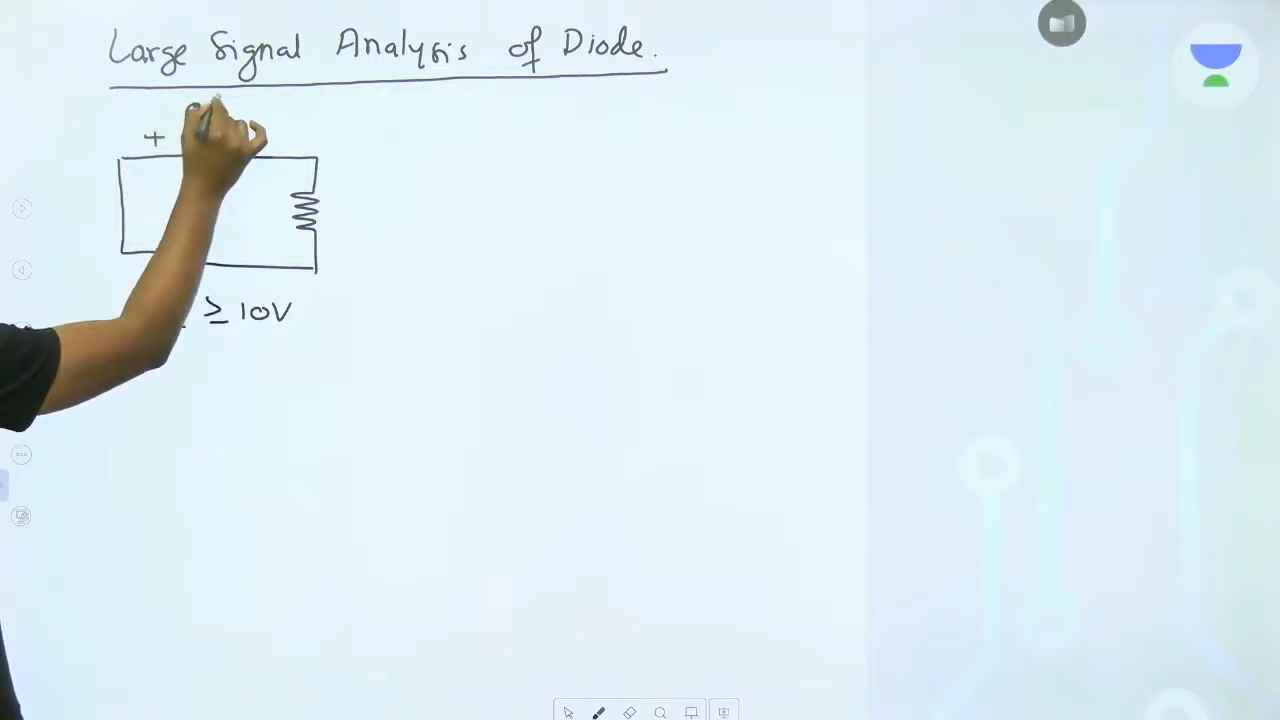 Large Signal Analysis of Diode.
+
≥ 10V